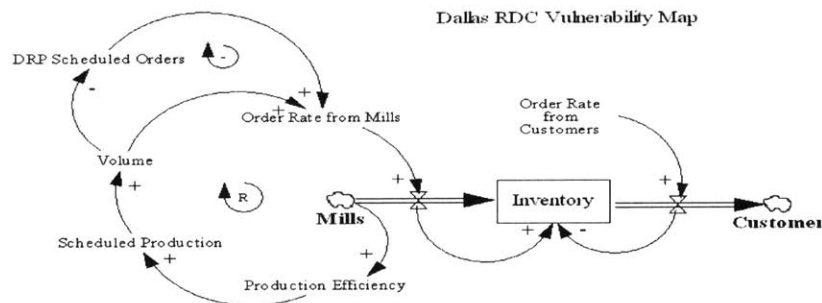 Dallas RDC Vulnerability Map
DRP Scheduled Orders
-
-
+
+
+
Order Rate from Mills
Order Rate
from
Customers
Volume
+
R
+
+
Mills
Inventory
Customer
Scheduled Production
+
+
-
+
Production Efficiency